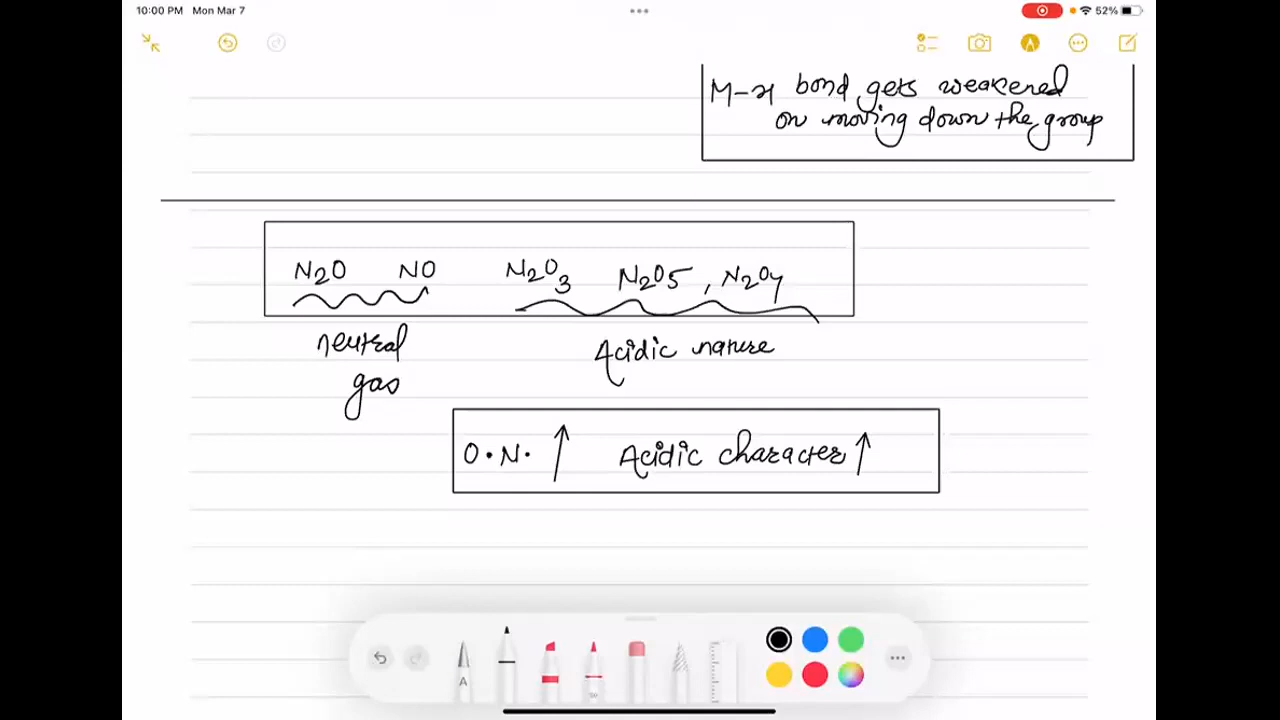 10:00 PM Mon Mar 7
52%
M-H bond gets weakened
on moving down the group
N2O NO N2O3 N2O5 , N2O4
neutral Acidic nature
gas
O.N. ↑ Acidic character ↑
A
50